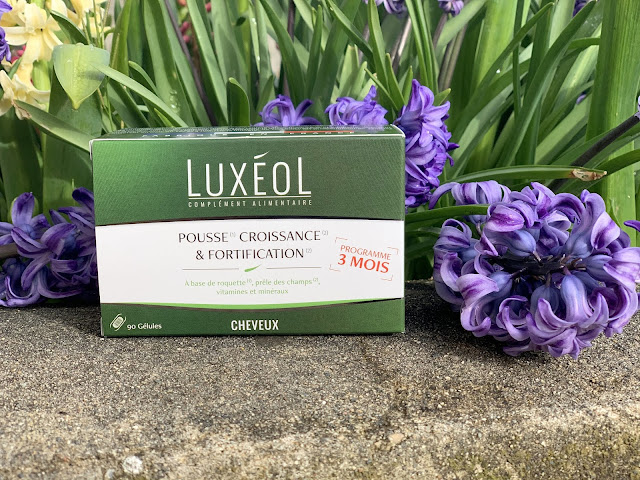 LUXÉOL
COMPLÉMENT ALIMENTAIRE
POUSSE(1) CROISSANCE(2)
& FORTIFICATION(2)
PROGRAMME
3 MOIS
À base de roquette(1), prêle des champs(2),
vitamines et minéraux
90 Gélules
CHEVEUX